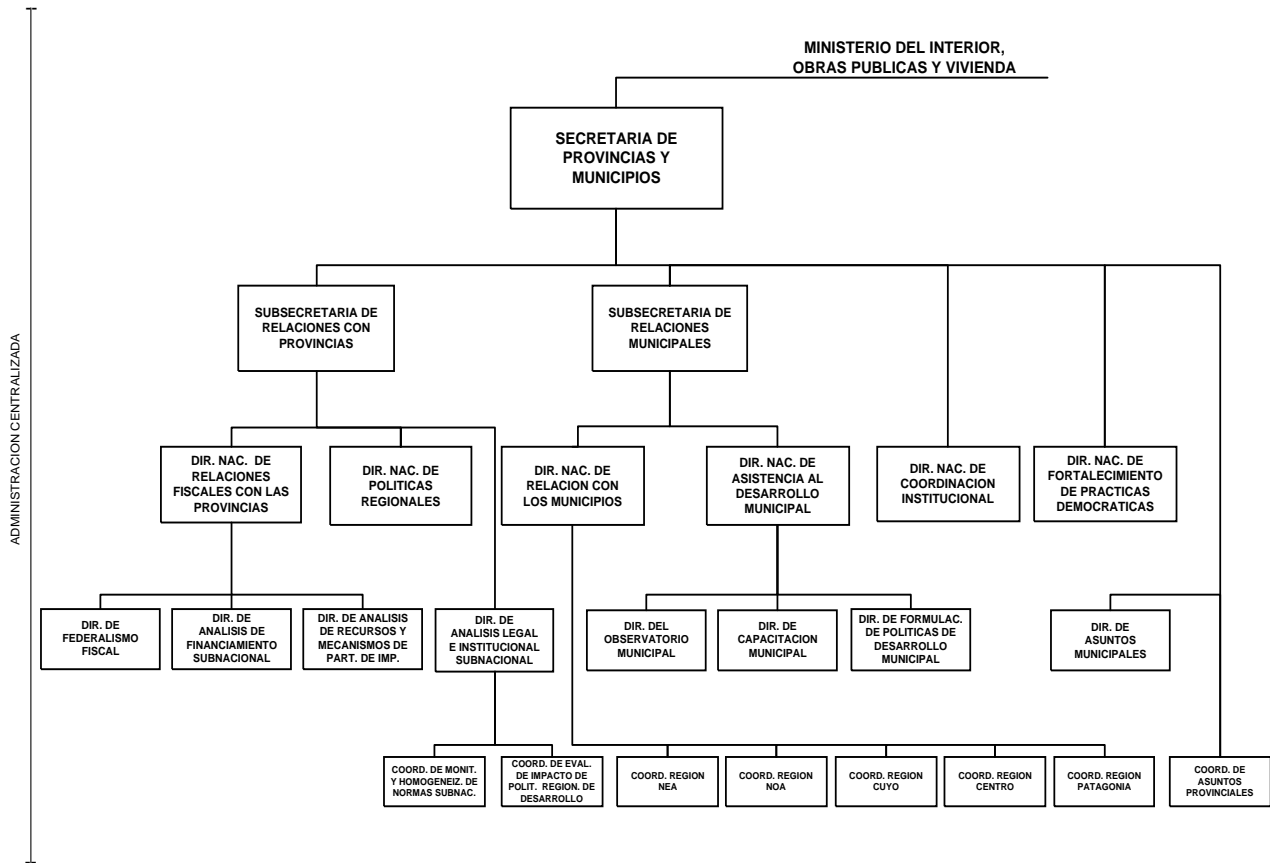 MINISTERIO DEL INTERIOR,
OBRAS PUBLICAS Y VIVIENDA
SECRETARIA DE
PROVINCIAS Y
MUNICIPIOS
SUBSECRETARIA DE
RELACIONES CON
PROVINCIAS
SUBSECRETARIA DE
RELACIONES
MUNICIPALES
ADMINISTRACION CENTRALIZADA
DIR. NAC. DE
RELACIONES
FISCALES CON LAS
PROVINCIAS
DIR. NAC. DE
POLITICAS
REGIONALES
DIR. NAC. DE
RELACION CON
LOS MUNICIPIOS
DIR. NAC. DE
ASISTENCIA AL
DESARROLLO
MUNICIPAL
DIR. NAC. DE
COORDINACION
INSTITUCIONAL
DIR. NAC. DE
FORTALECIMIENTO
DE PRACTICAS
DEMOCRATICAS
DIR. DE
FEDERALISMO
FISCAL
DIR. DE
ANALISIS DE
FINANCIAMIENTO
SUBNACIONAL
DIR. DE ANALISIS
DE RECURSOS Y
MECANISMOS DE
PART. DE IMP.
DIR. DE
ANALISIS LEGAL
E INSTITUCIONAL
SUBNACIONAL
DIR. DEL
OBSERVATORIO
MUNICIPAL
DIR. DE
CAPACITACION
MUNICIPAL
DIR. DE FORMULAC.
DE POLITICAS DE
DESARROLLO
MUNICIPAL
DIR. DE
ASUNTOS
MUNICIPALES
COORD. DE MONIT.
Y HOMOGENEIZ. DE
NORMAS SUBNAC.
COORD. DE EVAL.
DE IMPACTO DE
POLIT. REGION. DE
DESARROLLO
COORD. REGION
NEA
COORD. REGION
NOA
COORD. REGION
CUYO
COORD. REGION
CENTRO
COORD. REGION
PATAGONIA
COORD. DE
ASUNTOS
PROVINCIALES